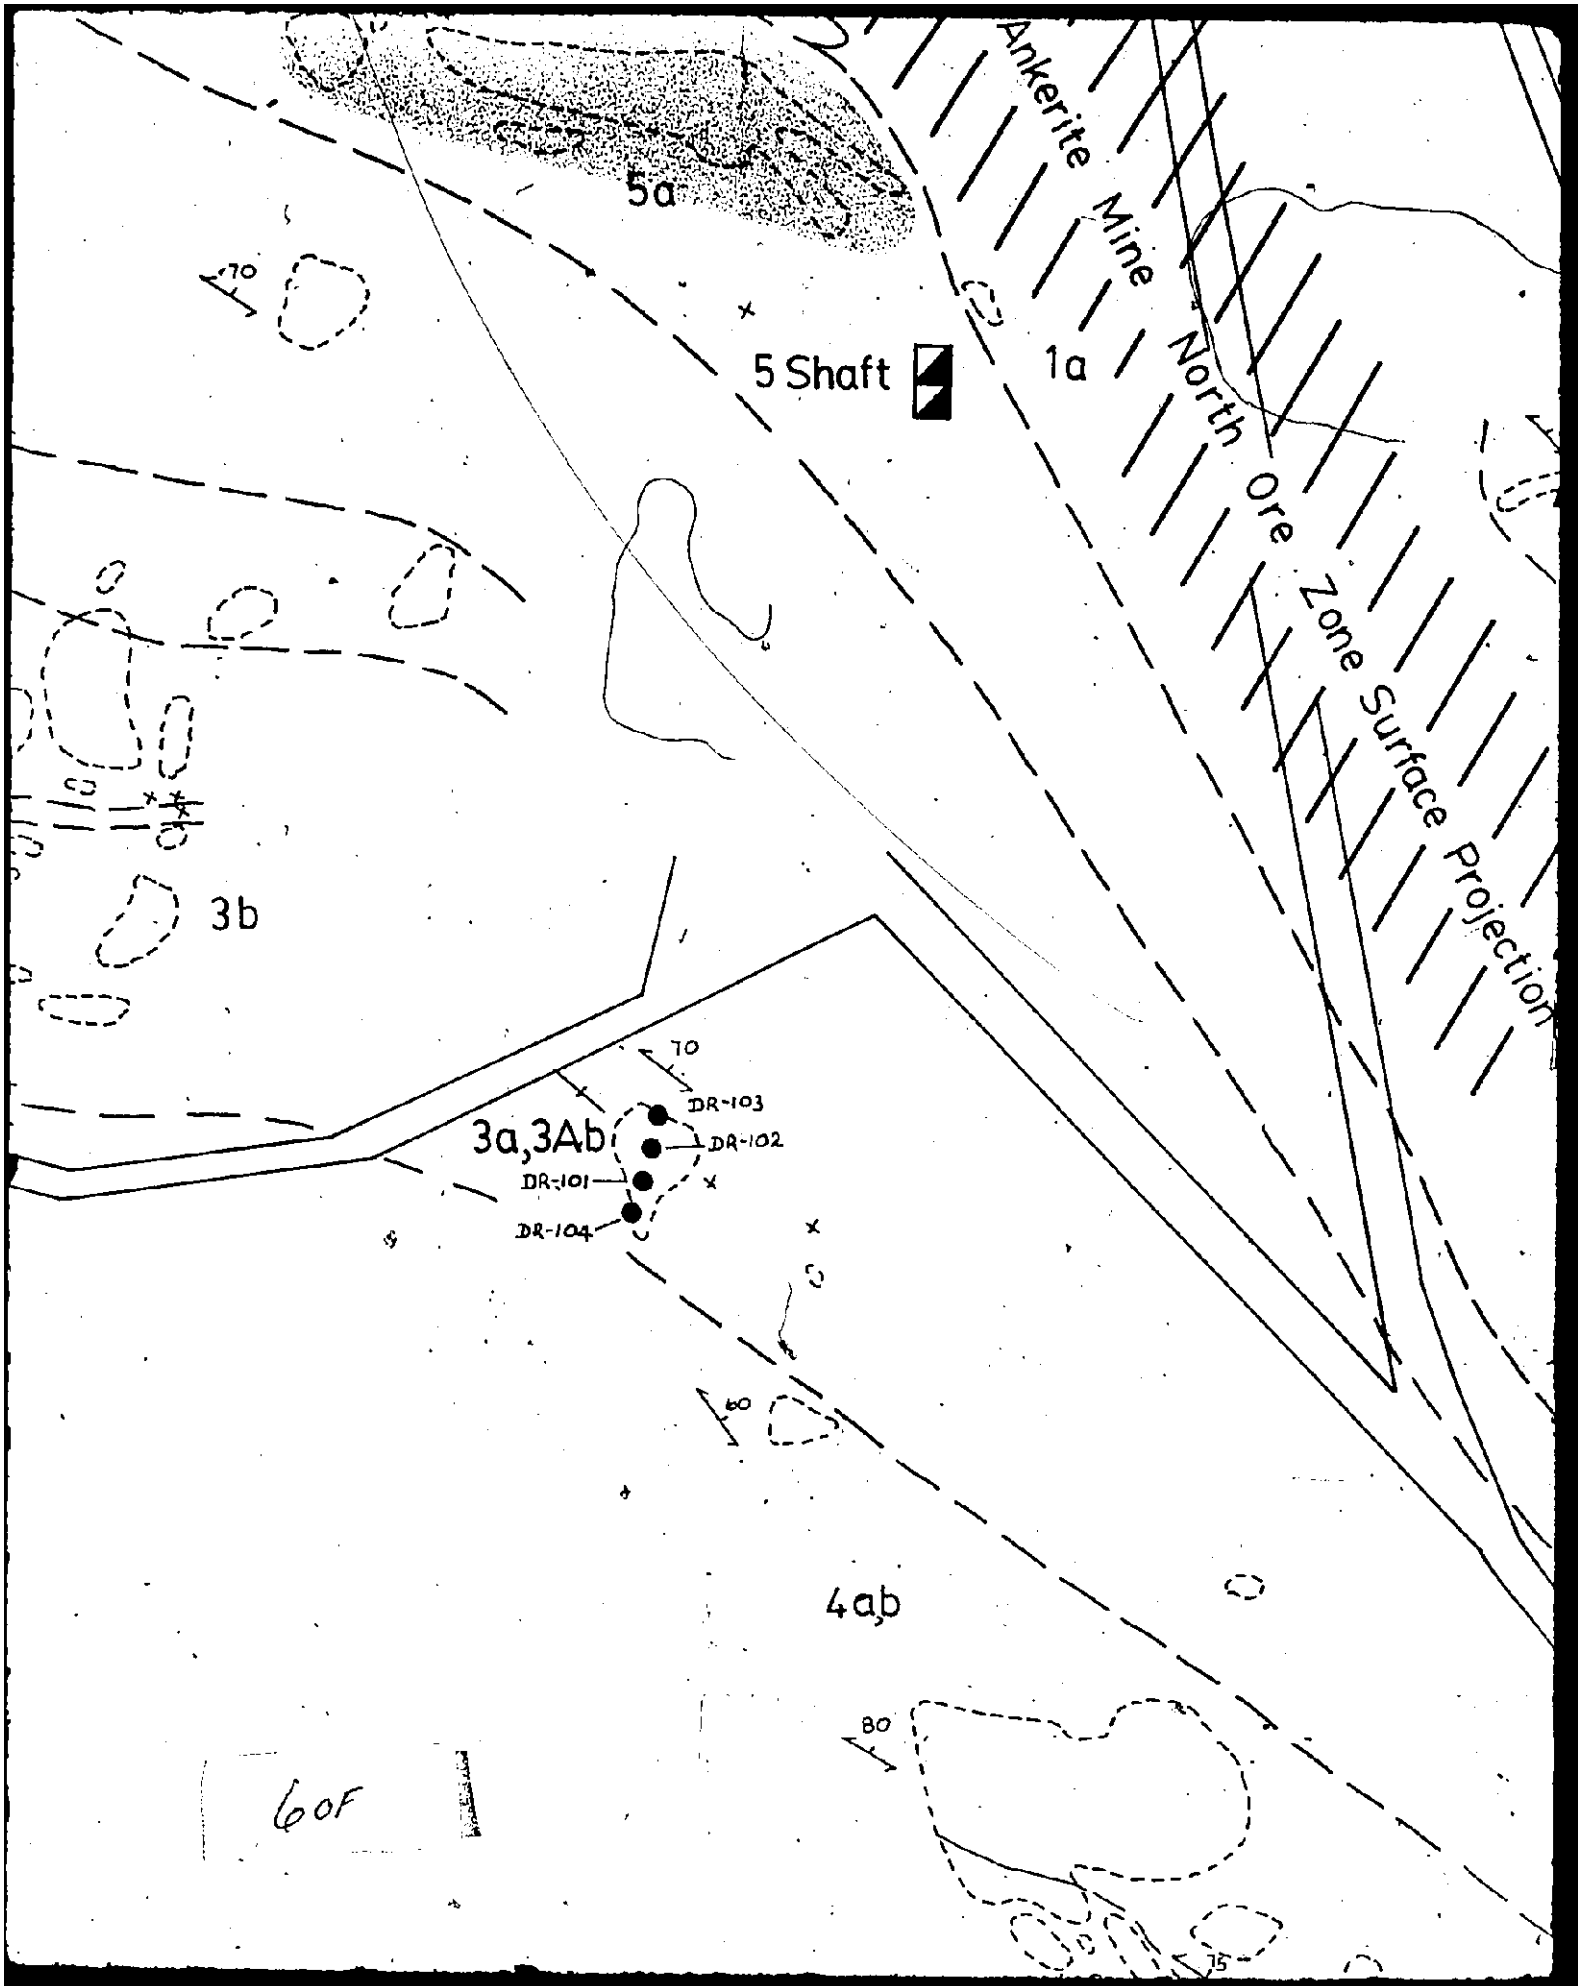 Ankerite Mine North Ore Zone Surface Projection
5a
70
5 Shaft
1a
3b
70
DR-103
3a,3Ab
DR-102
DR-101
DR-104
60
4a,b
80
60F
75